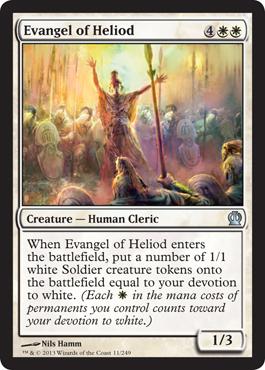 Evangel of Heliod 4
Creature — Human Cleric
When Evangel of Heliod enters
the battlefield, put a number of 1/1
white Soldier creature tokens onto
the battlefield equal to your devotion
to white. (Each in the mana costs of
permanents you control counts toward
your devotion to white.)
1/3
Nils Hamm
™ & © 2013 Wizards of the Coast 11/249